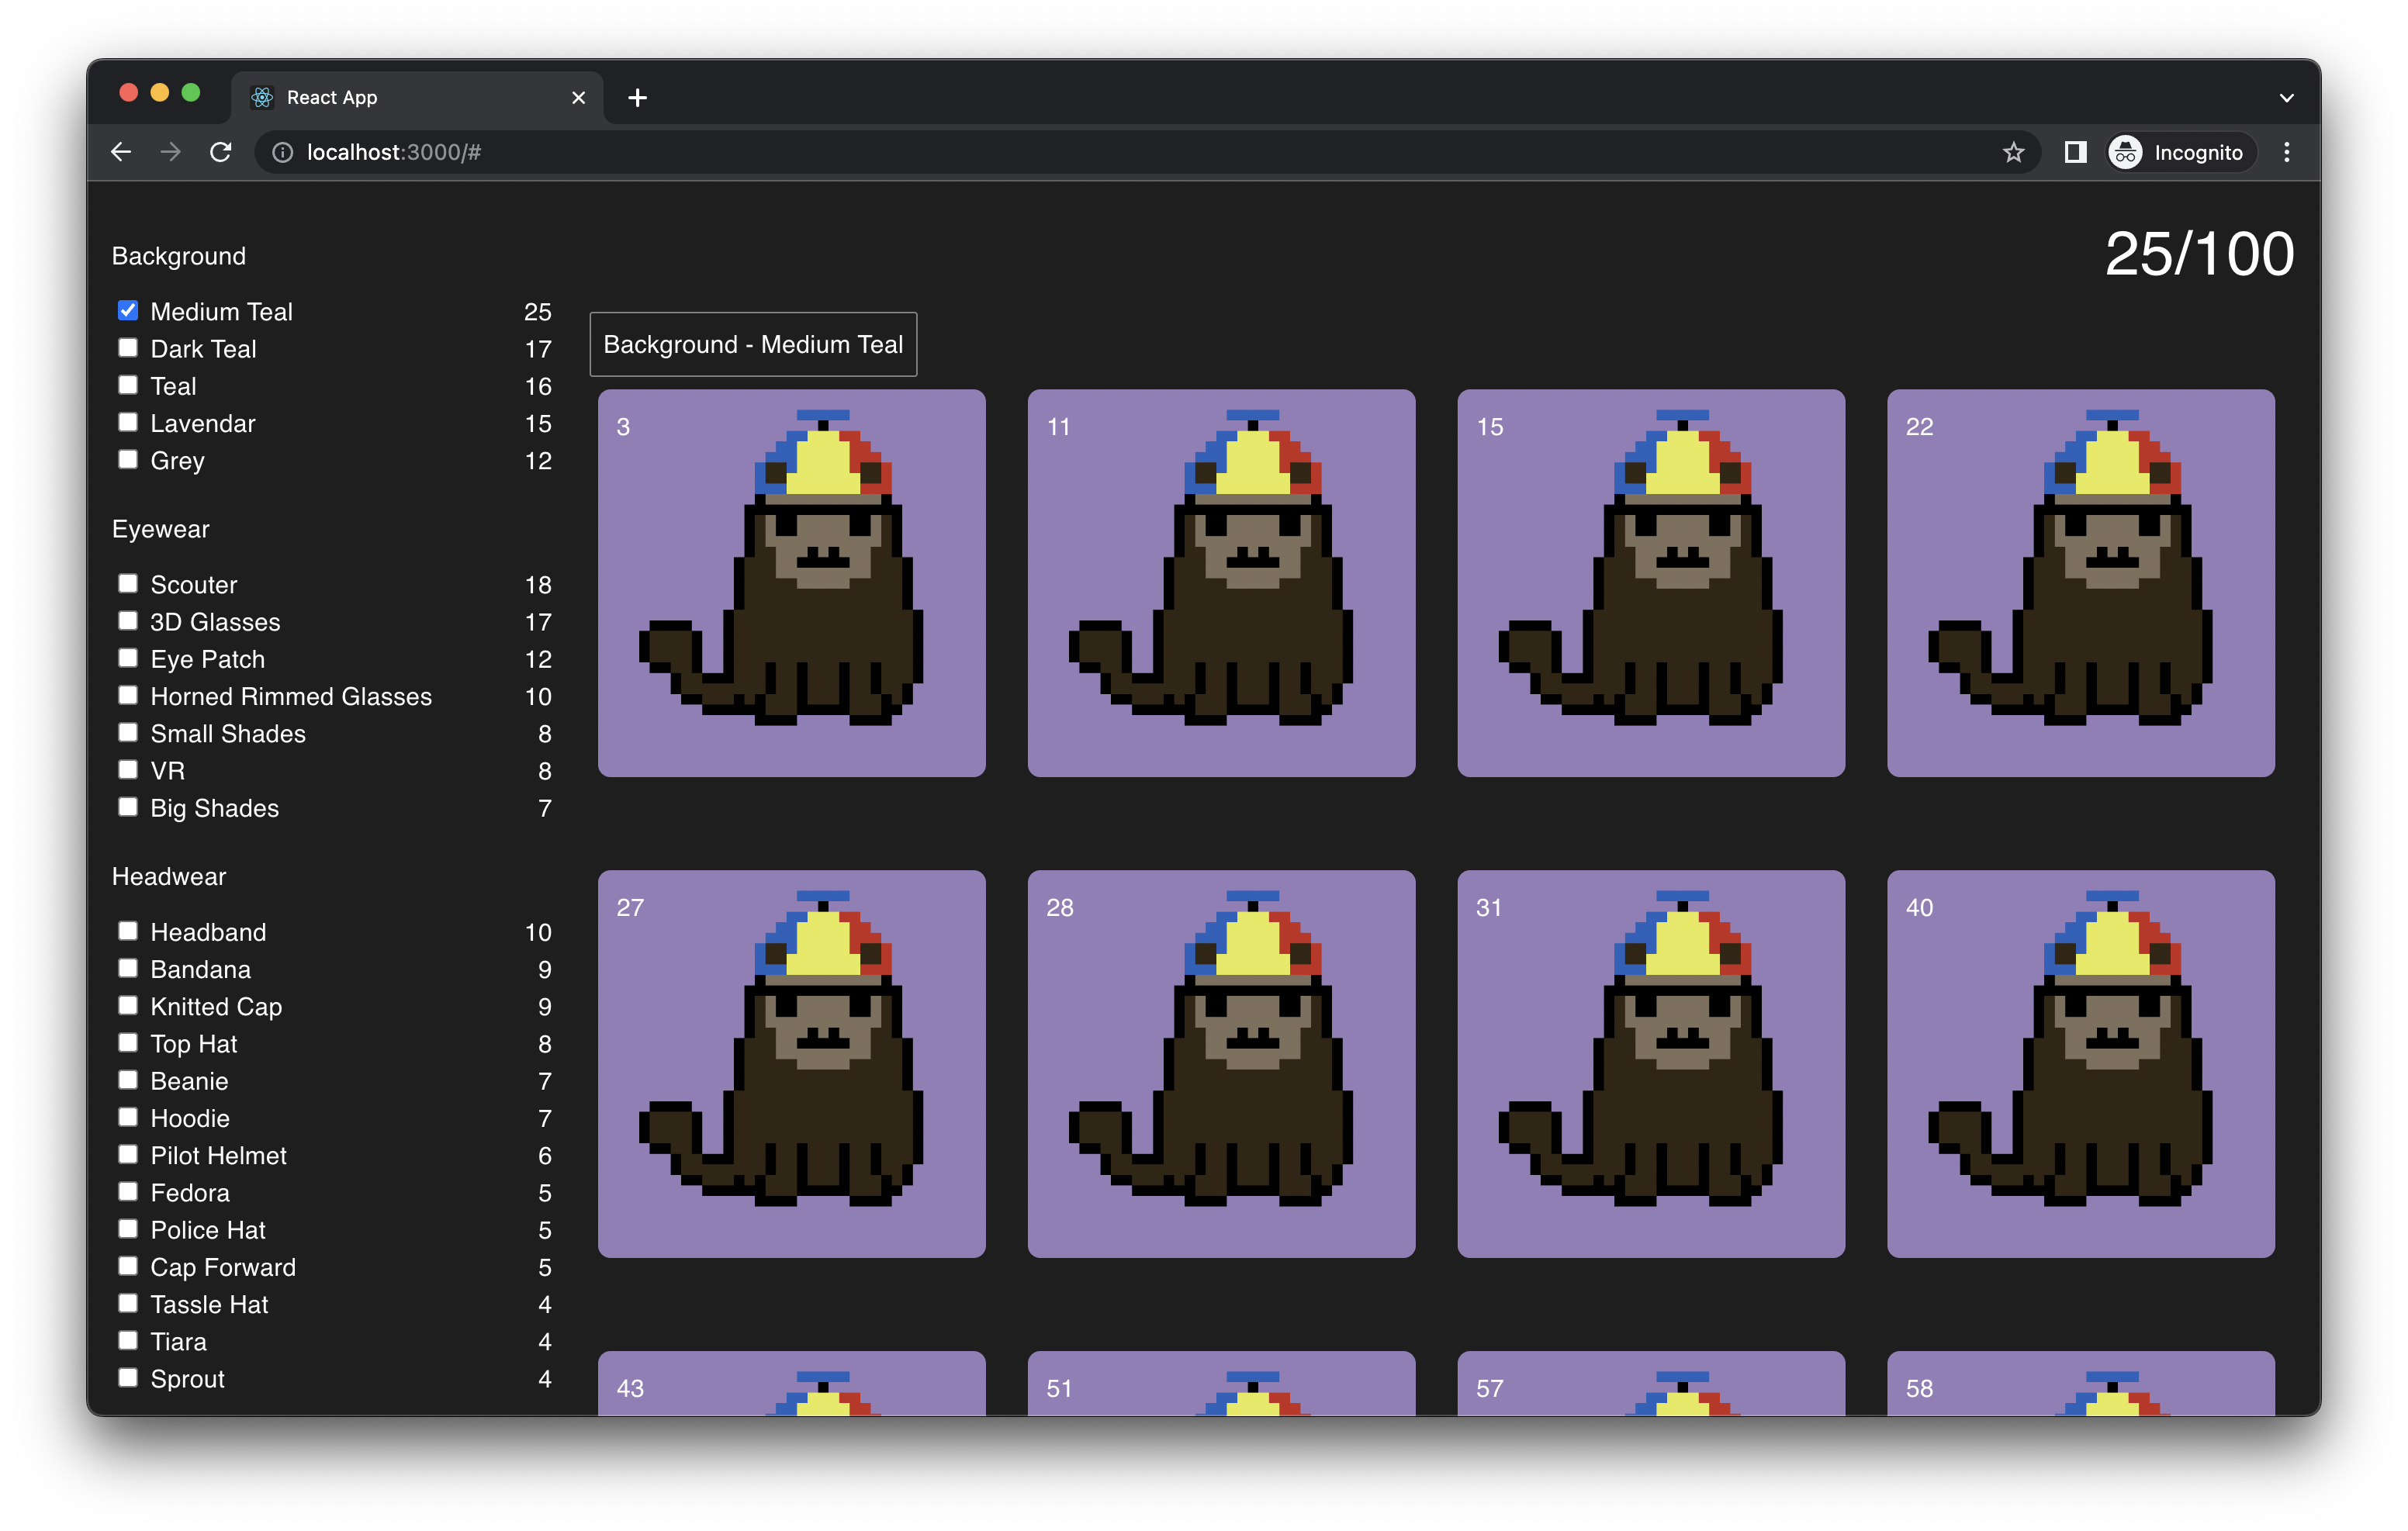 React App
localhost:3000/#
Incognito
25/100
Background
Medium Teal 25
Dark Teal 17
Teal 16
Lavendar 15
Grey 12
Eyewear
Scouter 18
3D Glasses 17
Eye Patch 12
Horned Rimmed Glasses 10
Small Shades 8
VR 8
Big Shades 7
Headwear
Headband 10
Bandana 9
Knitted Cap 9
Top Hat 8
Beanie 7
Hoodie 7
Pilot Helmet 6
Fedora 5
Police Hat 5
Cap Forward 5
Tassle Hat 4
Tiara 4
Sprout 4
Background - Medium Teal
3 11 15 22
27 28 31 40
43 51 57 58